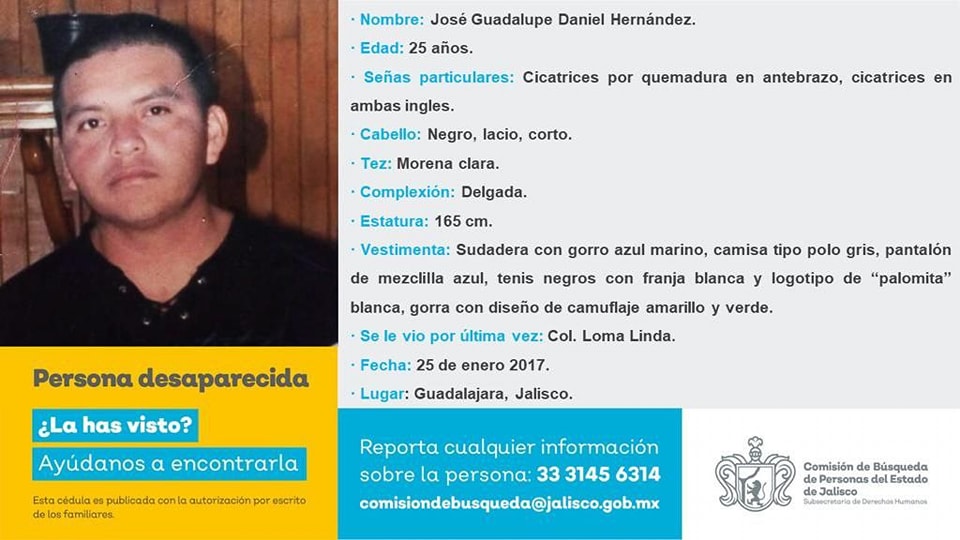 · Nombre: José Guadalupe Daniel Hernández.
· Edad: 25 años.
· Señas particulares: Cicatrices por quemadura en antebrazo, cicatrices en
ambas ingles.
· Cabello: Negro, lacio, corto.
· Tez: Morena clara.
· Complexión: Delgada.
· Estatura: 165 cm.
· Vestimenta: Sudadera con gorro azul marino, camisa tipo polo gris, pantalón
de mezclilla azul, tenis negros con franja blanca y logotipo de “palomita”
blanca, gorra con diseño de camuflaje amarillo y verde.
· Se le vio por última vez: Col. Loma Linda.
· Fecha: 25 de enero 2017.
· Lugar: Guadalajara, Jalisco.
Persona desaparecida
¿La has visto?
Ayúdanos a encontrarla
Esta cédula es publicada con la autorización por escrito
de los familiares.
Reporta cualquier información
sobre la persona: 33 3145 6314
comisiondebusqueda@jalisco.gob.mx
Comisión de Búsqueda
de Personas del Estado
de Jalisco
Subsecretaría de Derechos Humanos